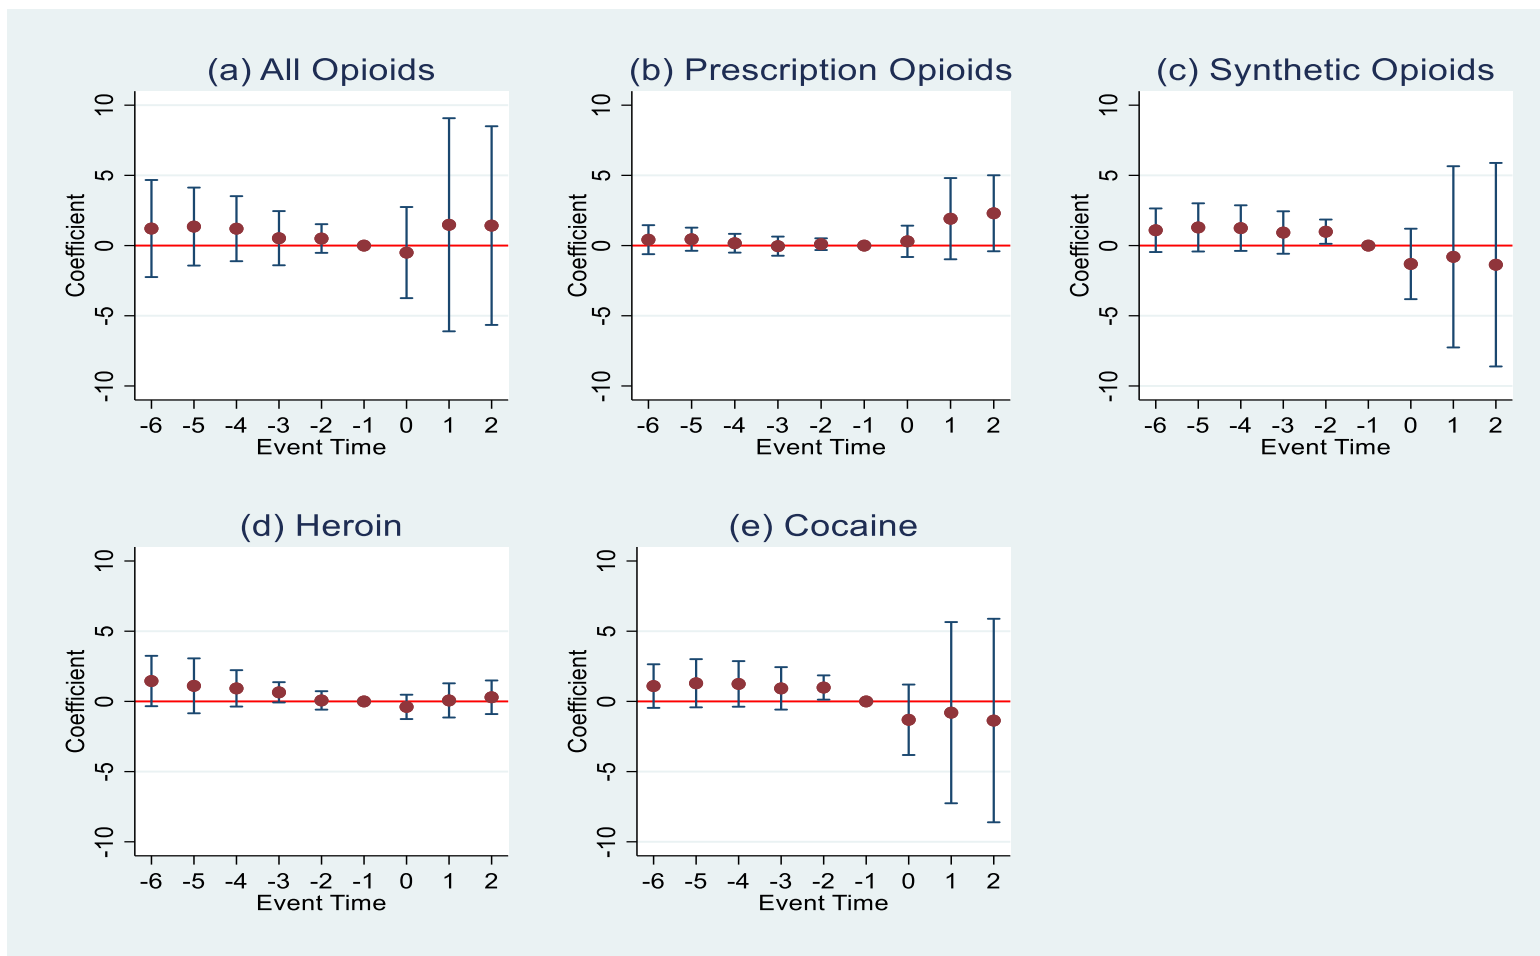 (a) All Opioids
10
5
0
-5
-10
Coefficient
-6 -5 -4 -3 -2 -1 0 1 2
Event Time
(b) Prescription Opioids
10
5
0
-5
-10
Coefficient
-6 -5 -4 -3 -2 -1 0 1 2
Event Time
(c) Synthetic Opioids
10
5
0
-5
-10
Coefficient
-6 -5 -4 -3 -2 -1 0 1 2
Event Time
(d) Heroin
10
5
0
-5
-10
Coefficient
-6 -5 -4 -3 -2 -1 0 1 2
Event Time
(e) Cocaine
10
5
0
-5
-10
Coefficient
-6 -5 -4 -3 -2 -1 0 1 2
Event Time